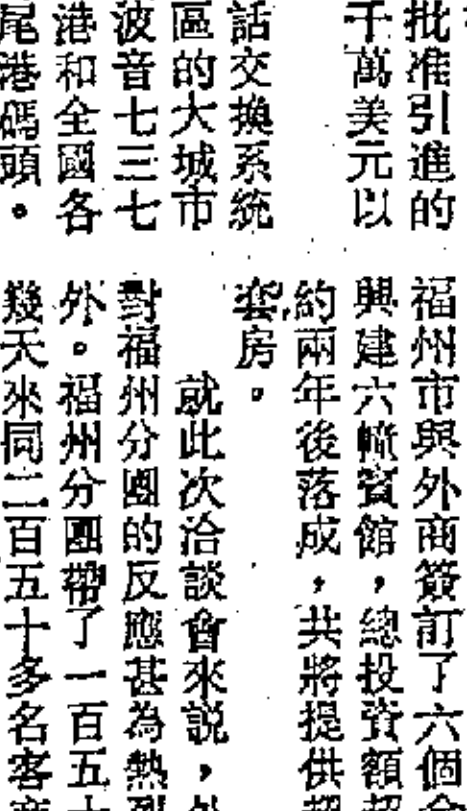 批准引進的
千萬美元以
話交換系統
區的大城市
波音七三七
港和全國各
尾港碼頭。
福州市與外商簽訂了六個
興建六幢賓館，總投資額
約兩年後落成，共將提供
套房。
就此次洽談會來説，外
對福州分團的反應甚為熱烈
外。福州分團帶了一百五十
幾天來同二百五十多名客商